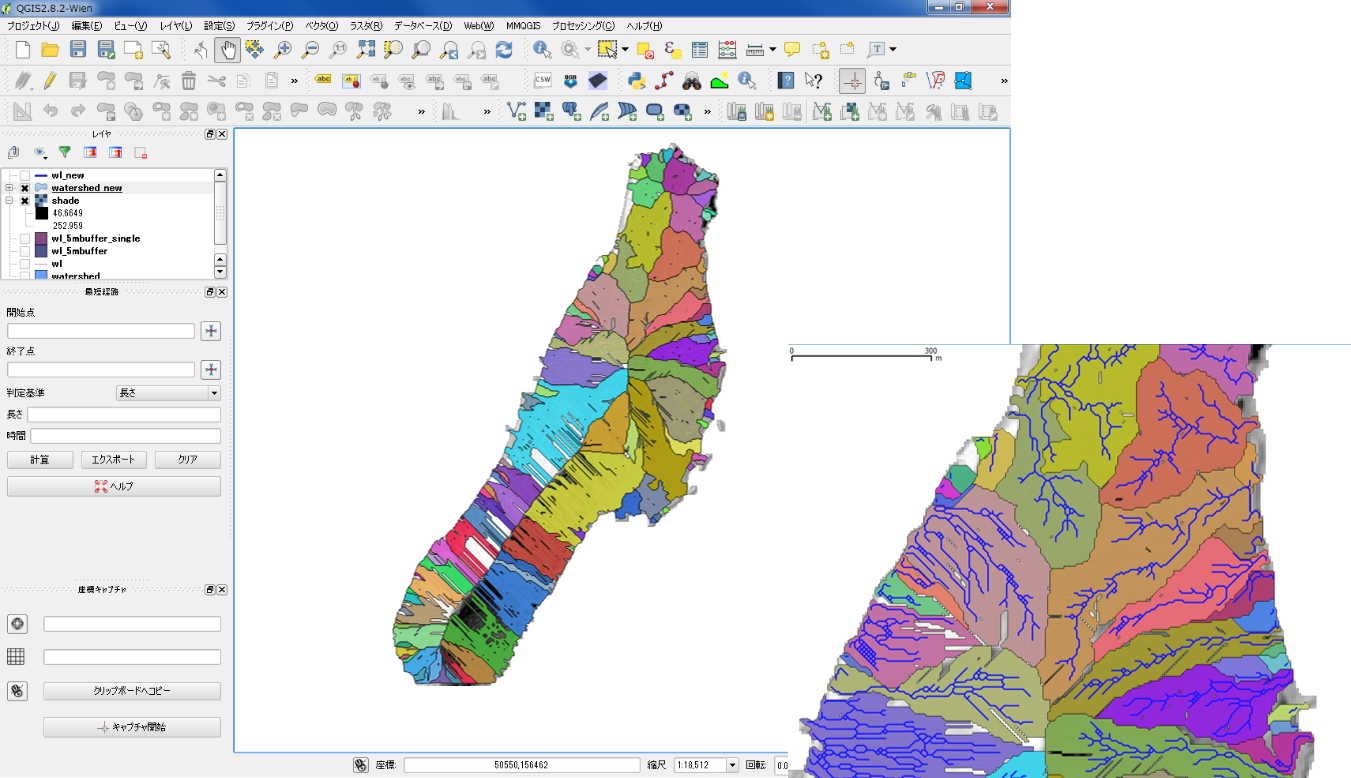 QGIS2.8.2-Wien
プロジェクト(J) 編集(E) ビュー(V) レイヤ(L) 設定(S) プラグイン(P) ベクタ(O) ラスタ(R) データベース(D) Web(W) MMQGIS プロセッシング(C) ヘルプ(H)
レイヤ
wl_new
watershed_new
shade
46.6649
252.959
wl_5mbuffer_single
wl_5mbuffer
wl
watershed
最短経路
開始点
終了点
判定基準 長さ
長さ
時間
計算 エクスポート クリア
ヘルプ
座標キャプチャ
クリップボードへコピー
キャプチャ開始
0 300
m
座標: 50550,156462 縮尺 1:18,512 回転: 0.0